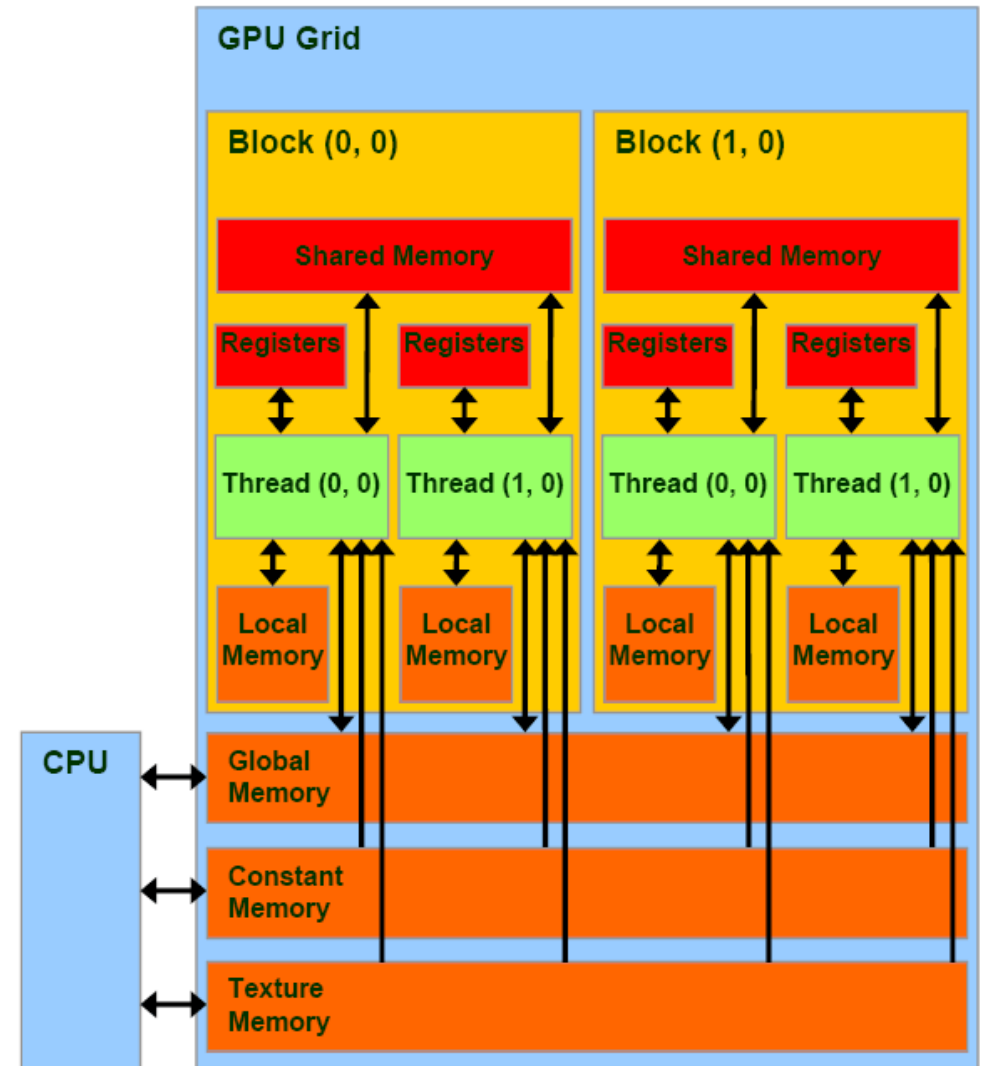 GPU Grid
Block (0, 0)
Block (1, 0)
Shared Memory
Shared Memory
Registers
Registers
Registers
Registers
Thread (0, 0)
Thread (1, 0)
Thread (0, 0)
Thread (1, 0)
Local
Memory
Local
Memory
Local
Memory
Local
Memory
CPU
Global
Memory
Constant
Memory
Texture
Memory